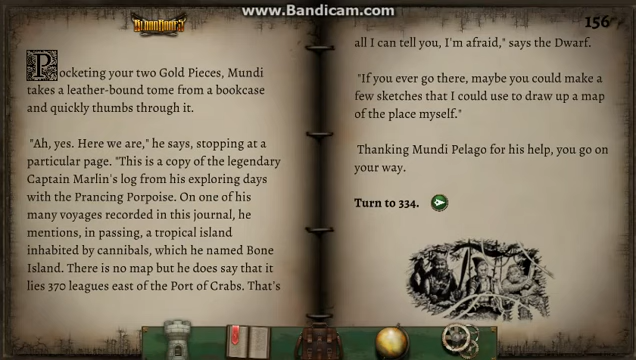 www.Bandicam.com
BLOODBONES
156
Pocketing your two Gold Pieces, Mundi
takes a leather-bound tome from a bookcase
and quickly thumbs through it.
"Ah, yes. Here we are," he says, stopping at a
particular page. "This is a copy of the legendary
Captain Marlin's log from his exploring days
with the Prancing Porpoise. On one of his
many voyages recorded in this journal, he
mentions, in passing, a tropical island
inhabited by cannibals, which he named Bone
Island. There is no map but he does say that it
lies 370 leagues east of the Port of Crabs. That's
all I can tell you, I'm afraid," says the Dwarf.
"If you ever go there, maybe you could make a
few sketches that I could use to draw up a map
of the place myself."
Thanking Mundi Pelago for his help, you go on
your way.
Turn to 334.